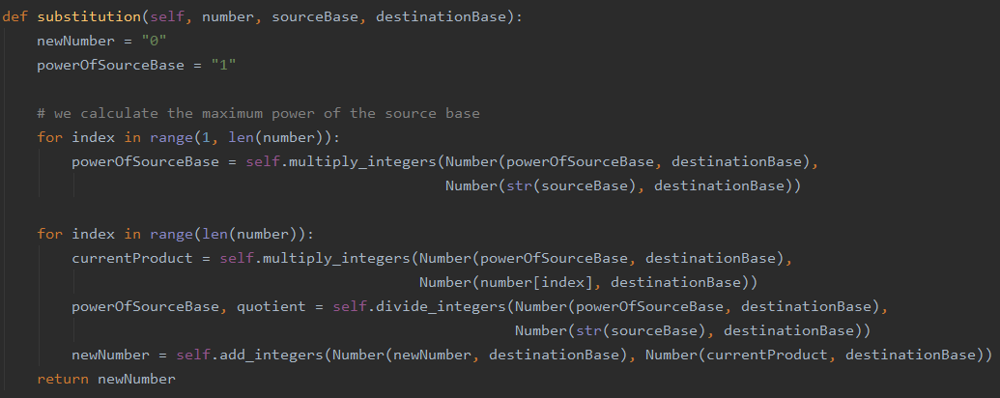 def substitution(self, number, sourceBase, destinationBase):
    newNumber = "0"
    powerOfSourceBase = "1"

    # we calculate the maximum power of the source base
    for index in range(1, len(number)):
        powerOfSourceBase = self.multiply_integers(Number(powerOfSourceBase, destinationBase),
                                                   Number(str(sourceBase), destinationBase))

    for index in range(len(number)):
        currentProduct = self.multiply_integers(Number(powerOfSourceBase, destinationBase),
                                                Number(number[index], destinationBase))
        powerOfSourceBase, quotient = self.divide_integers(Number(powerOfSourceBase, destinationBase),
                                                           Number(str(sourceBase), destinationBase))
        newNumber = self.add_integers(Number(newNumber, destinationBase), Number(currentProduct, destinationBase))
    return newNumber